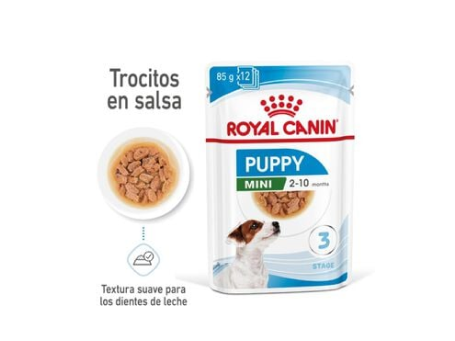 Trocitos
en salsa
Textura suave para
los dientes de leche
85 g x12
ROYAL CANIN
PUPPY
MINI 2-10 months
3
STAGE